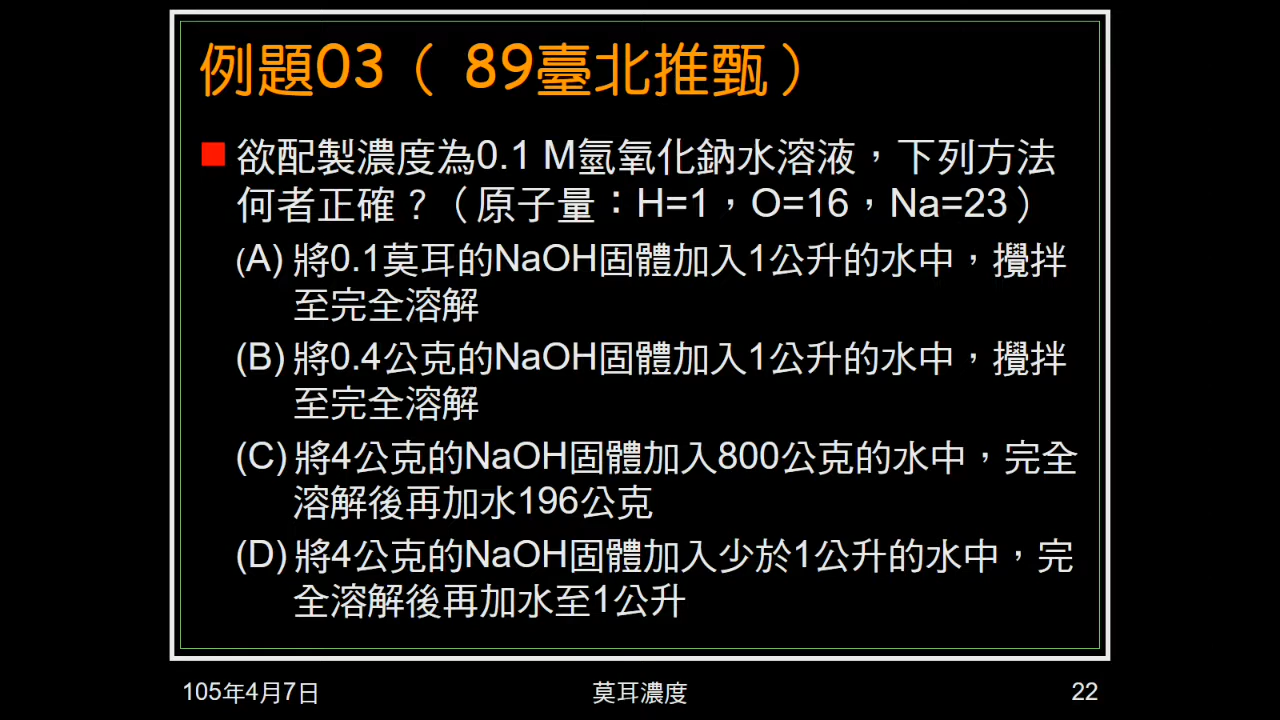 例題03（ 89臺北推甄）
欲配製濃度為0.1 M氫氧化鈉水溶液，下列方法
何者正確？（原子量：H=1，O=16，Na=23）
(A) 將0.1莫耳的NaOH固體加入1公升的水中，攪拌
至完全溶解
(B) 將0.4公克的NaOH固體加入1公升的水中，攪拌
至完全溶解
(C) 將4公克的NaOH固體加入800公克的水中，完全
溶解後再加水196公克
(D) 將4公克的NaOH固體加入少於1公升的水中，完
全溶解後再加水至1公升
105年4月7日
莫耳濃度
22